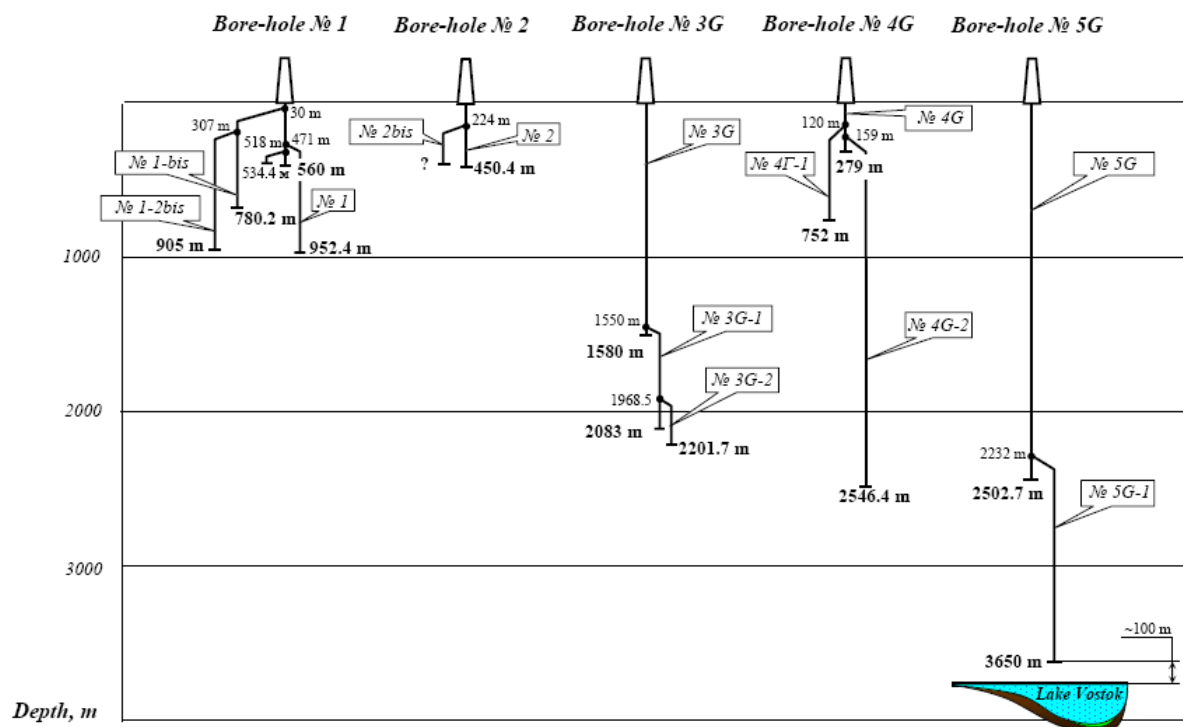 Bore-hole № 1
Bore-hole № 2
Bore-hole № 3G
Bore-hole № 4G
Bore-hole № 5G
30 m
307 m
518 m
471 m
534.4 м
560 m
№ 1-bis
№ 1-2bis
№ 1
780.2 m
905 m
952.4 m
224 m
№ 2bis
№ 2
?
450.4 m
№ 3G
1550 m
1580 m
№ 3G-1
1968.5
№ 3G-2
2083 m
2201.7 m
№ 4G
120 m
159 m
279 m
№ 4Г-1
752 m
№ 4G-2
2546.4 m
№ 5G
2232 m
2502.7 m
№ 5G-1
3650 m
~100 m
Lake Vostok
1000
2000
3000
Depth, m